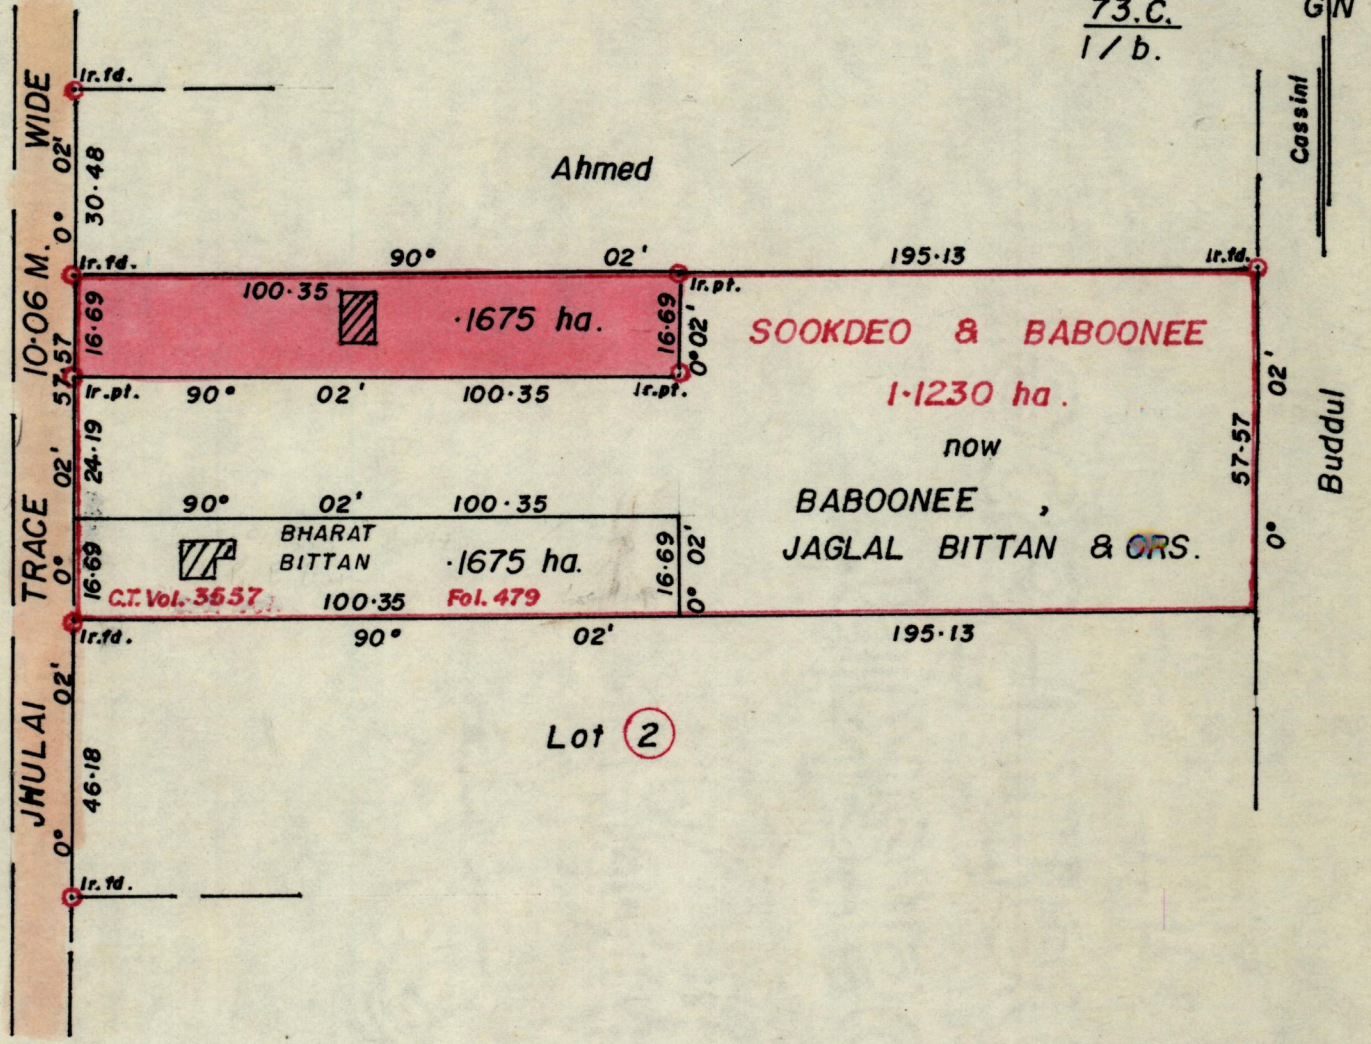 73.C.
1/b.
G N
Cassini
Ir.fd.
WIDE
02'
30·48
0°
Ahmed
Ir.fd.
90° 02' 195·13
Ir.fd.
10·06 M.
100·35
Ir.pt.
16·69
·1675 ha.
16·69
0° 02'
SOOKDEO & BABOONEE
57·57
Ir.pt.
90° 02' 100·35
Ir.pt.
1·1230 ha.
02'
57·57
0°
Buddul
now
TRACE
02'
24·19
0°
90° 02' 100·35
BABOONEE ,
BHARAT
BITTAN
·1675 ha.
16·69
16·69
0° 02'
JAGLAL BITTAN & ORS.
C.T. Vol. 3557 100·35 Fol. 479
Ir.fd.
90° 02' 195·13
JHULAI
02'
46·18
0°
Lot 2
Ir.fd.